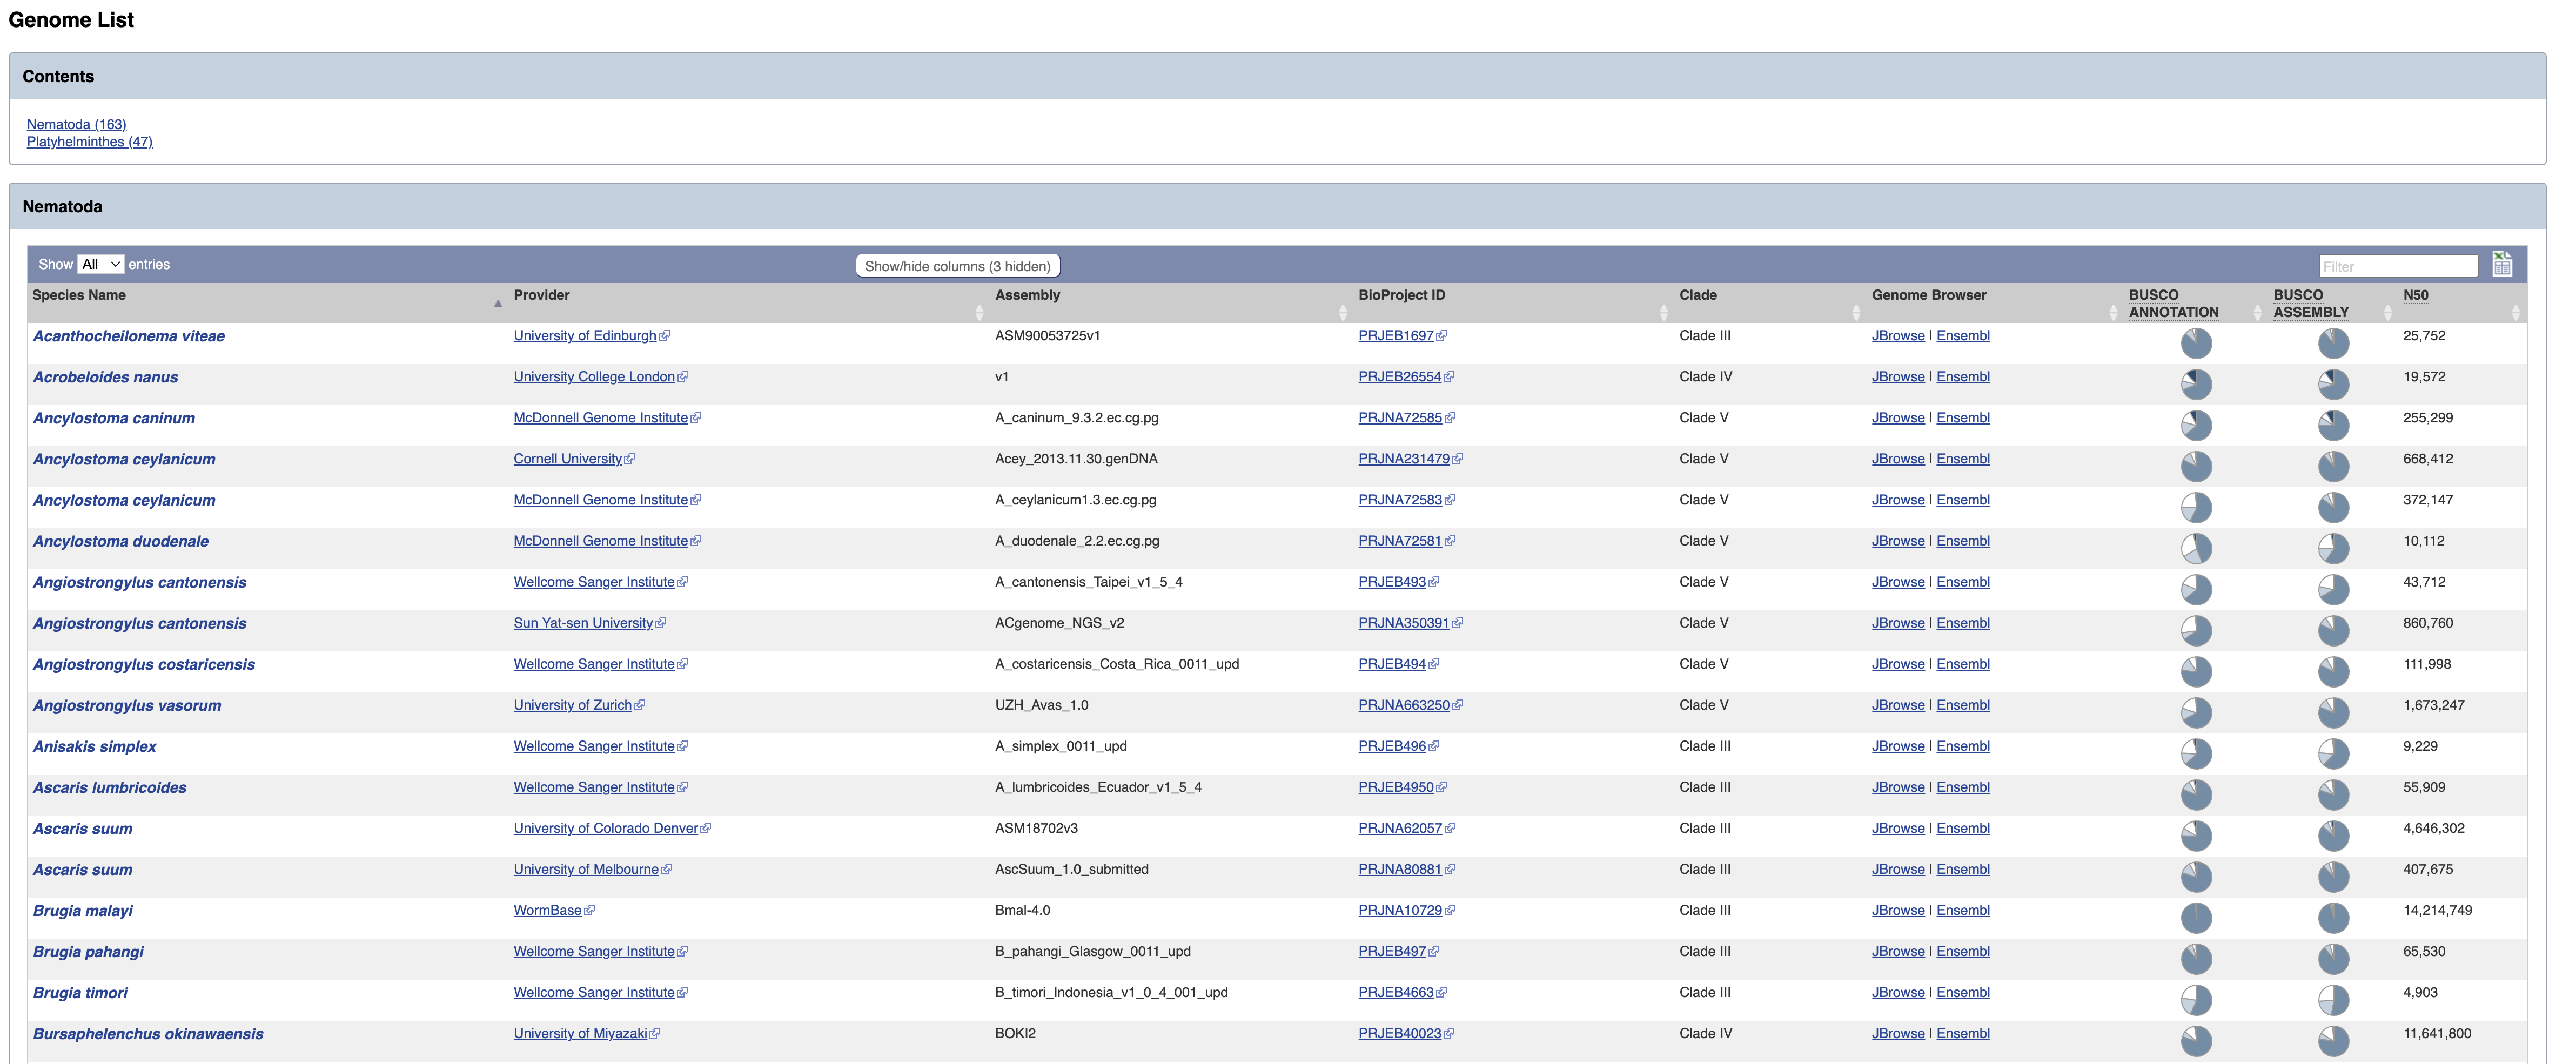 Genome List
Contents
Nematoda (163)
Platyhelminthes (47)
Nematoda
Show All entries Show/hide columns (3 hidden) Filter
Species Name Provider Assembly BioProject ID Clade Genome Browser BUSCO ANNOTATION BUSCO ASSEMBLY N50
Acanthocheilonema viteae University of Edinburgh ASM90053725v1 PRJEB1697 Clade III JBrowse | Ensembl 25,752
Acrobeloides nanus University College London v1 PRJEB26554 Clade IV JBrowse | Ensembl 19,572
Ancylostoma caninum McDonnell Genome Institute A_caninum_9.3.2.ec.cg.pg PRJNA72585 Clade V JBrowse | Ensembl 255,299
Ancylostoma ceylanicum Cornell University Acey_2013.11.30.genDNA PRJNA231479 Clade V JBrowse | Ensembl 668,412
Ancylostoma ceylanicum McDonnell Genome Institute A_ceylanicum1.3.ec.cg.pg PRJNA72583 Clade V JBrowse | Ensembl 372,147
Ancylostoma duodenale McDonnell Genome Institute A_duodenale_2.2.ec.cg.pg PRJNA72581 Clade V JBrowse | Ensembl 10,112
Angiostrongylus cantonensis Wellcome Sanger Institute A_cantonensis_Taipei_v1_5_4 PRJEB493 Clade V JBrowse | Ensembl 43,712
Angiostrongylus cantonensis Sun Yat-sen University ACgenome_NGS_v2 PRJNA350391 Clade V JBrowse | Ensembl 860,760
Angiostrongylus costaricensis Wellcome Sanger Institute A_costaricensis_Costa_Rica_0011_upd PRJEB494 Clade V JBrowse | Ensembl 111,998
Angiostrongylus vasorum University of Zurich UZH_Avas_1.0 PRJNA663250 Clade V JBrowse | Ensembl 1,673,247
Anisakis simplex Wellcome Sanger Institute A_simplex_0011_upd PRJEB496 Clade III JBrowse | Ensembl 9,229
Ascaris lumbricoides Wellcome Sanger Institute A_lumbricoides_Ecuador_v1_5_4 PRJEB4950 Clade III JBrowse | Ensembl 55,909
Ascaris suum University of Colorado Denver ASM18702v3 PRJNA62057 Clade III JBrowse | Ensembl 4,646,302
Ascaris suum University of Melbourne AscSuum_1.0_submitted PRJNA80881 Clade III JBrowse | Ensembl 407,675
Brugia malayi WormBase Bmal-4.0 PRJNA10729 Clade III JBrowse | Ensembl 14,214,749
Brugia pahangi Wellcome Sanger Institute B_pahangi_Glasgow_0011_upd PRJEB497 Clade III JBrowse | Ensembl 65,530
Brugia timori Wellcome Sanger Institute B_timori_Indonesia_v1_0_4_001_upd PRJEB4663 Clade III JBrowse | Ensembl 4,903
Bursaphelenchus okinawaensis University of Miyazaki BOKI2 PRJEB40023 Clade IV JBrowse | Ensembl 11,641,800